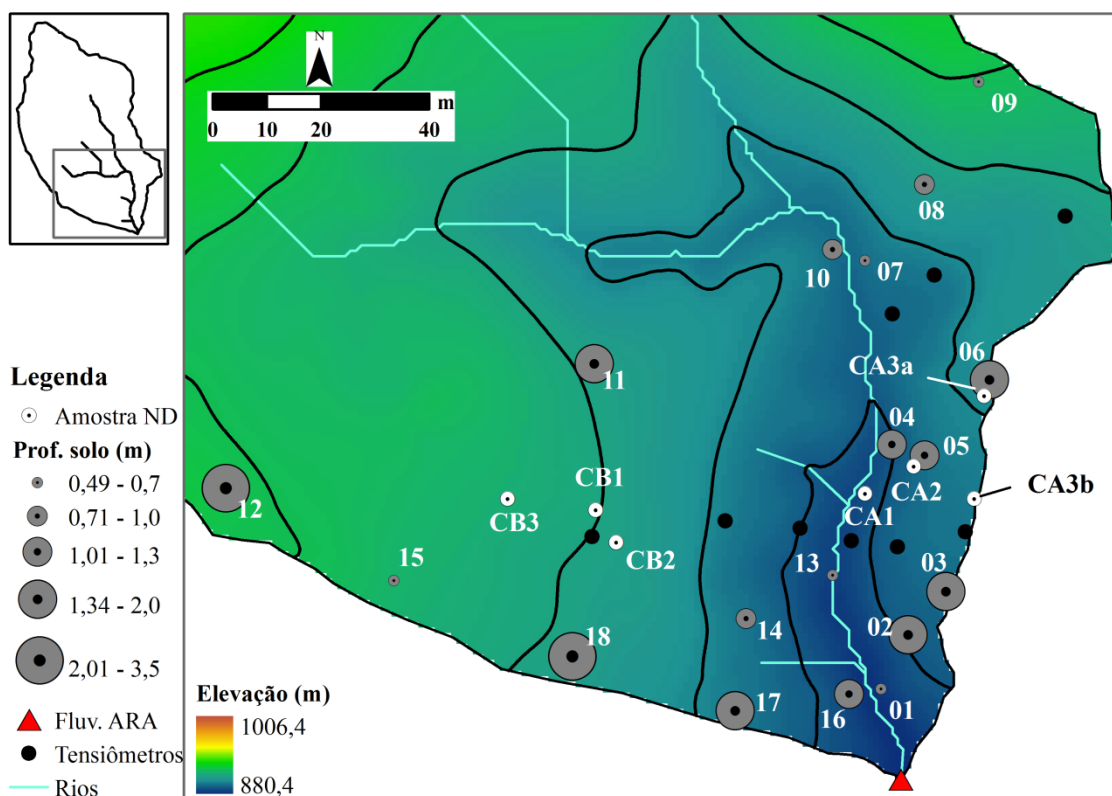 N
m
0 10 20 40
09
08
10
07
CA3a
06
11
04
05
CB1
CA3b
12
CB3
CA1
CA2
CB2
15
13
03
14
02
18
17
16
01
Legenda
Amostra ND
Prof. solo (m)
0,49 - 0,7
0,71 - 1,0
1,01 - 1,3
1,34 - 2,0
2,01 - 3,5
Fluv. ARA
Tensiômetros
Rios
Elevação (m)
1006,4
880,4